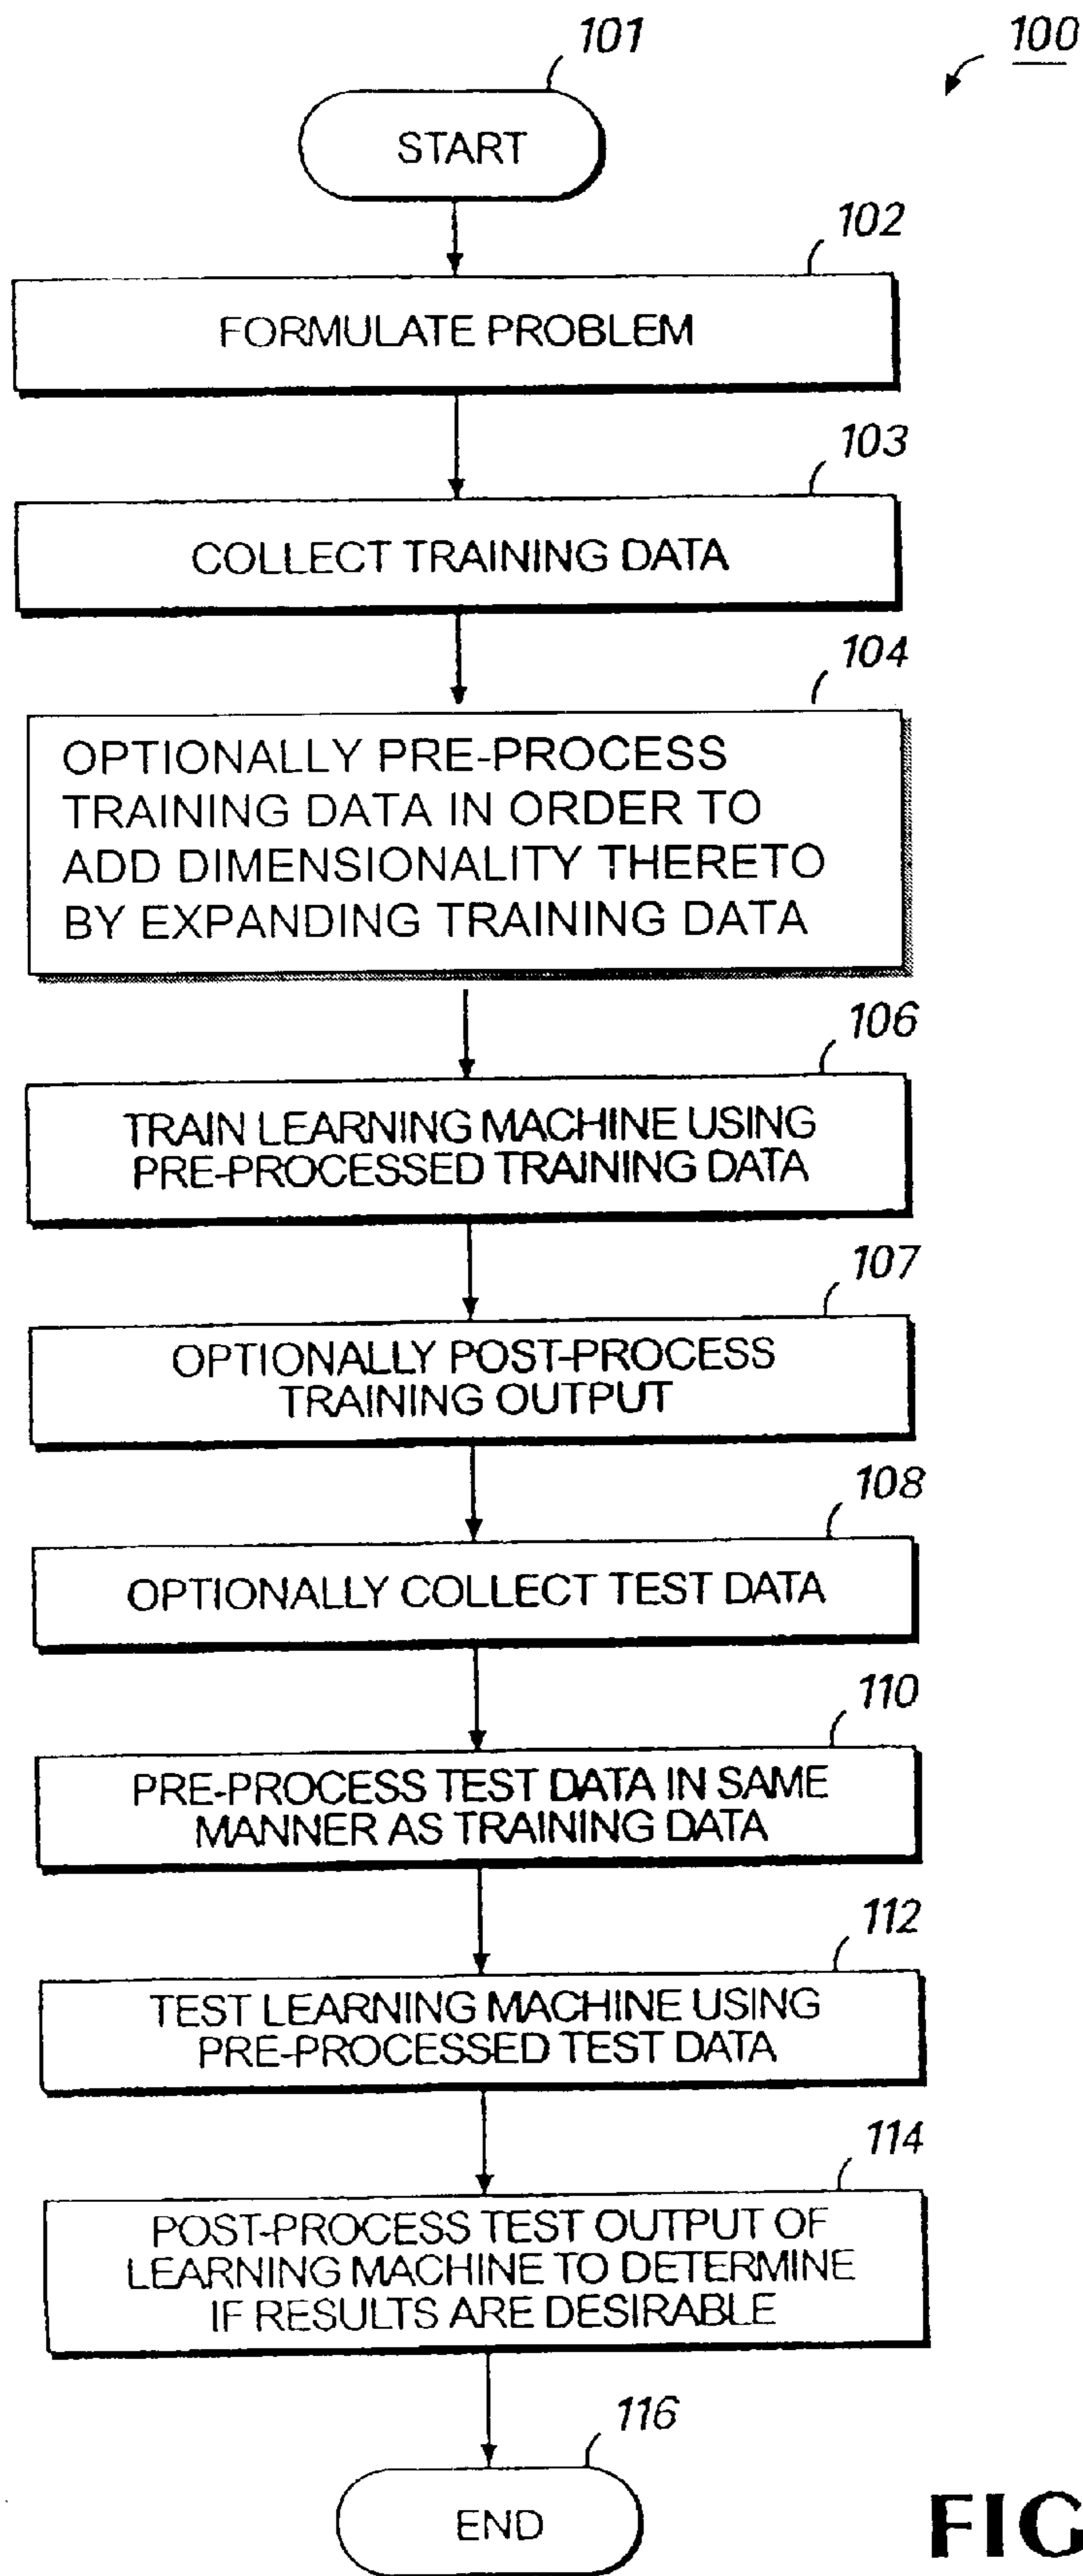 101
100
START
102
FORMULATE PROBLEM
103
COLLECT TRAINING DATA
104
OPTIONALLY PRE-PROCESS
TRAINING DATA IN ORDER TO
ADD DIMENSIONALITY THERETO
BY EXPANDING TRAINING DATA
106
TRAIN LEARNING MACHINE USING
PRE-PROCESSED TRAINING DATA
107
OPTIONALLY POST-PROCESS
TRAINING OUTPUT
108
OPTIONALLY COLLECT TEST DATA
110
PRE-PROCESS TEST DATA IN SAME
MANNER AS TRAINING DATA
112
TEST LEARNING MACHINE USING
PRE-PROCESSED TEST DATA
114
POST-PROCESS TEST OUTPUT OF
LEARNING MACHINE TO DETERMINE
IF RESULTS ARE DESIRABLE
116
END
FIG